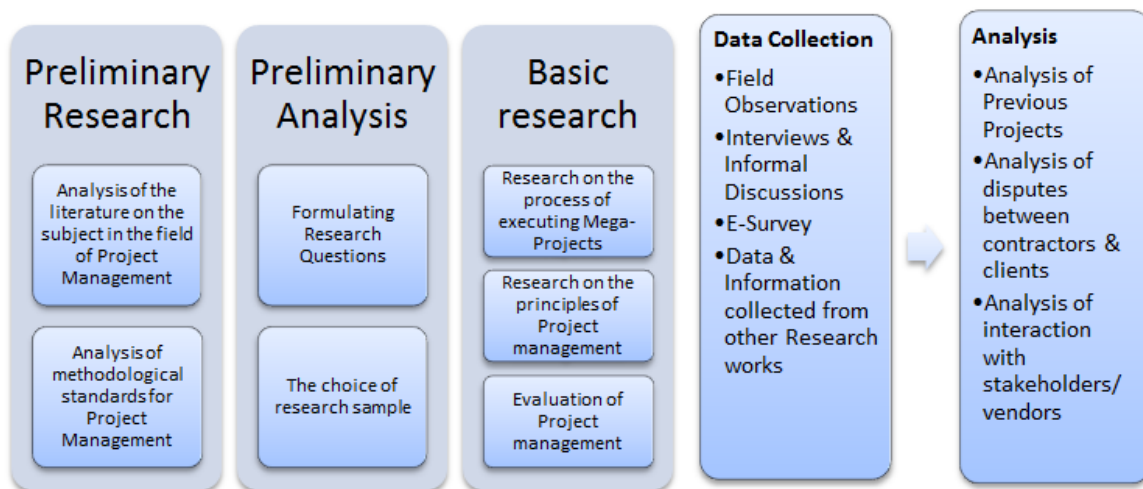 Preliminary
Research
Analysis of the
literature on the
subject in the field
of Project
Management
Analysis of
methodological
standards for
Project
Management
Preliminary
Analysis
Formulating
Research
Questions
The choice of
research sample
Basic
research
Research on the
process of
executing Mega-
Projects
Research on the
principles of
Project
management
Evaluation of
Project
management
Data Collection
•Field
Observations
•Interviews &
Informal
Discussions
•E-Survey
•Data &
Information
collected from
other Research
works
Analysis
•Analysis of
Previous
Projects
•Analysis of
disputes
between
contractors &
clients
•Analysis of
interaction
with
stakeholders/
vendors